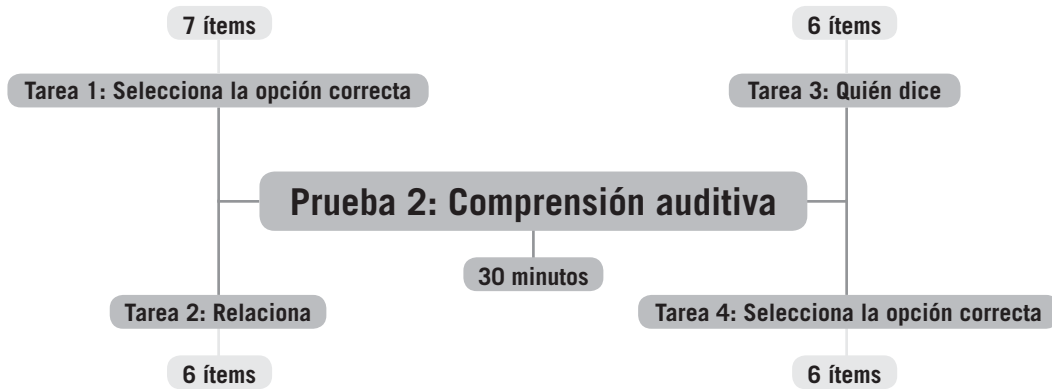 7 ítems
6 ítems
Tarea 1: Selecciona la opción correcta
Tarea 3: Quién dice
Prueba 2: Comprensión auditiva
30 minutos
Tarea 2: Relaciona
Tarea 4: Selecciona la opción correcta
6 ítems
6 ítems